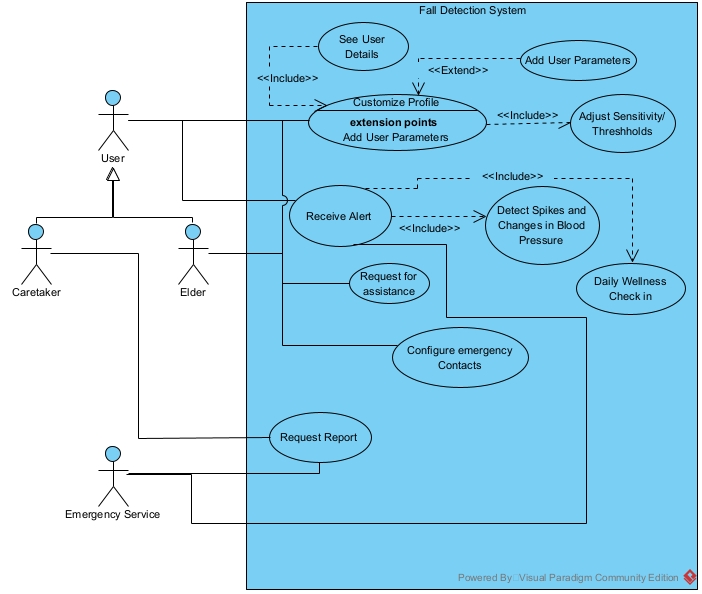 Fall Detection System
See User
Details
<<Include>>
<<Extend>>
Add User Parameters
Customize Profile
extension points
Add User Parameters
<<Include>>
Adjust Sensitivity/
Threshholds
User
<<Include>>
Receive Alert
<<Include>>
Detect Spikes and
Changes in Blood
Pressure
Caretaker
Elder
Request for
assistance
Daily Wellness
Check in
Configure emergency
Contacts
Request Report
Emergency Service
Powered By: Visual Paradigm Community Edition